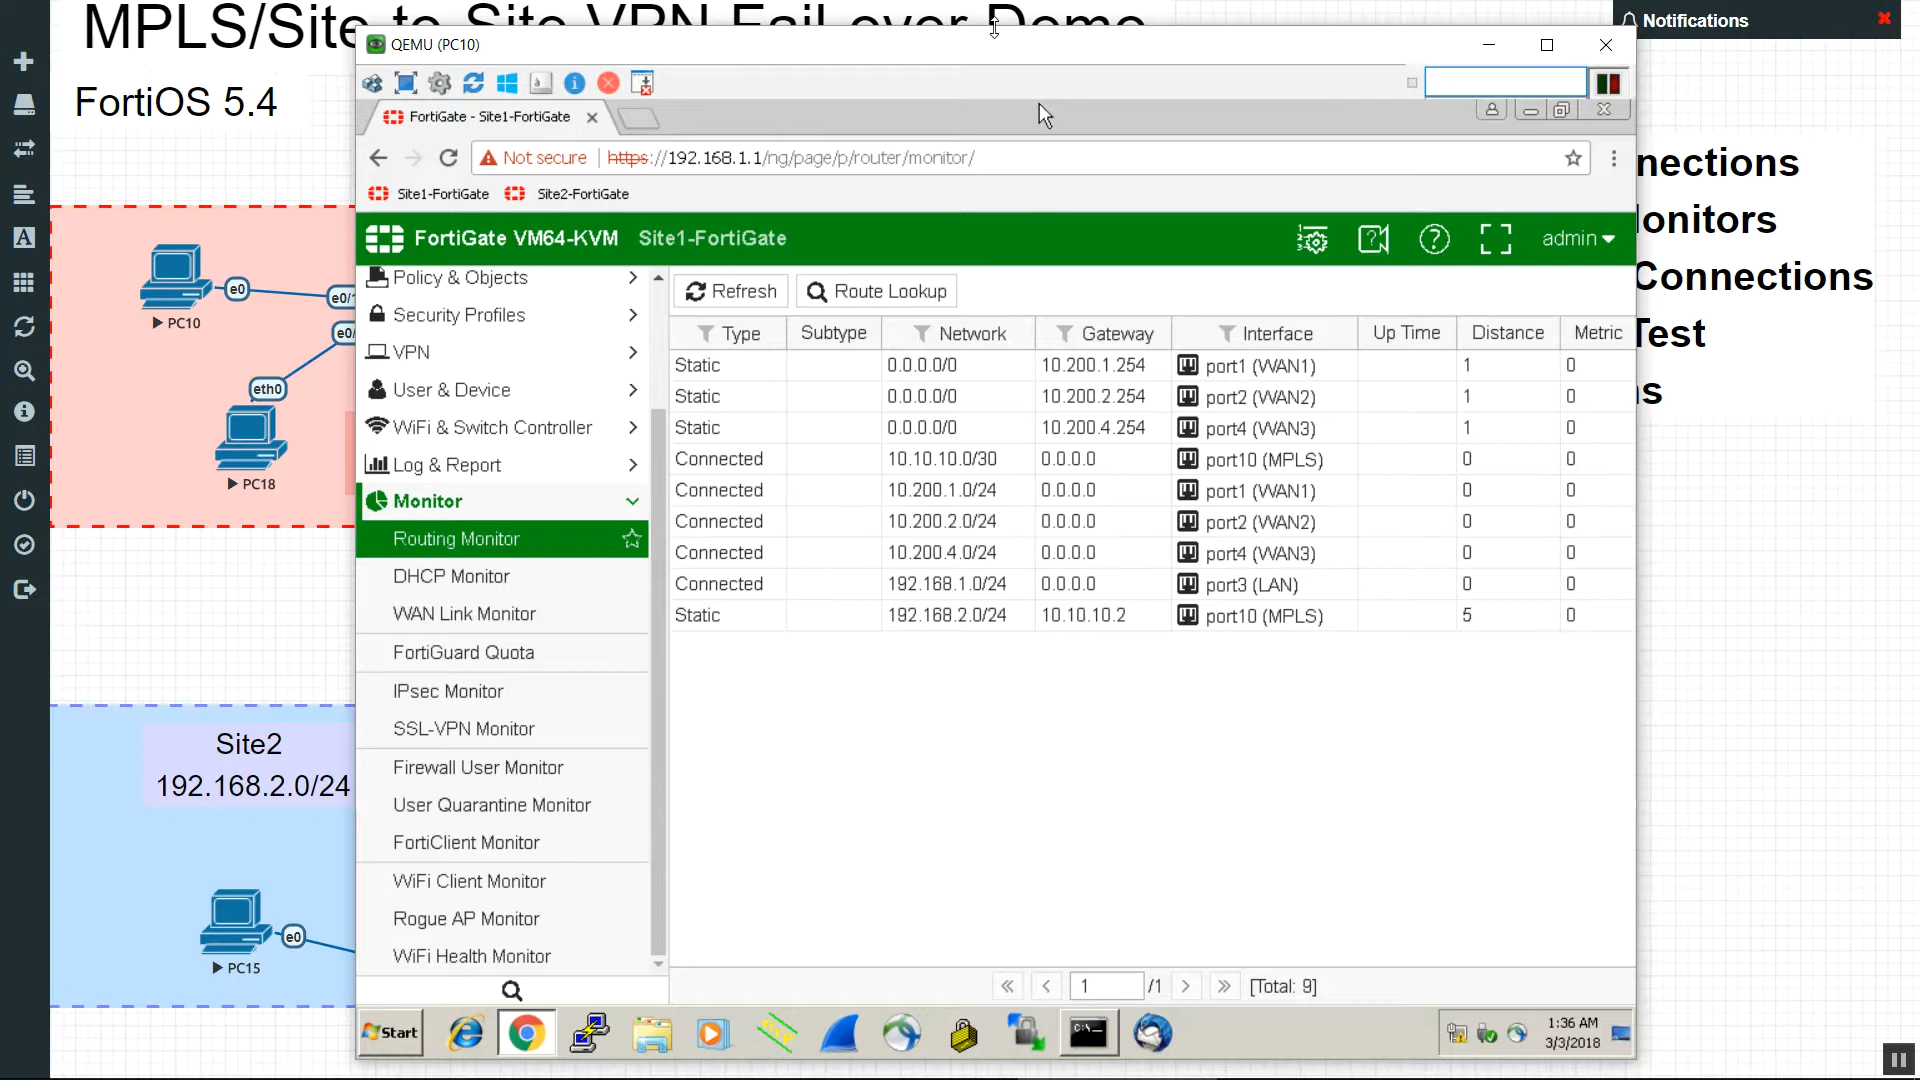 MPLS/Site-to-Site VPN Fail-over Demo
Notifications
QEMU (PC10)
FortiOS 5.4
FortiGate - Site1-FortiGate
Not secure https://192.168.1.1/ng/page/p/router/monitor/
Site1-FortiGate Site2-FortiGate
nections
onitors
Connections
Test
ns
FortiGate VM64-KVM Site1-FortiGate admin
Policy & Objects
Security Profiles
VPN
User & Device
WiFi & Switch Controller
Log & Report
Monitor
Routing Monitor
DHCP Monitor
WAN Link Monitor
FortiGuard Quota
IPsec Monitor
SSL-VPN Monitor
Firewall User Monitor
User Quarantine Monitor
FortiClient Monitor
WiFi Client Monitor
Rogue AP Monitor
WiFi Health Monitor
Refresh Route Lookup
Type Subtype Network Gateway Interface Up Time Distance Metric
Static 0.0.0.0/0 10.200.1.254 port1 (WAN1) 1 0
Static 0.0.0.0/0 10.200.2.254 port2 (WAN2) 1 0
Static 0.0.0.0/0 10.200.4.254 port4 (WAN3) 1 0
Connected 10.10.10.0/30 0.0.0.0 port10 (MPLS) 0 0
Connected 10.200.1.0/24 0.0.0.0 port1 (WAN1) 0 0
Connected 10.200.2.0/24 0.0.0.0 port2 (WAN2) 0 0
Connected 10.200.4.0/24 0.0.0.0 port4 (WAN3) 0 0
Connected 192.168.1.0/24 0.0.0.0 port3 (LAN) 0 0
Static 192.168.2.0/24 10.10.10.2 port10 (MPLS) 5 0
1 /1 [Total: 9]
e0 e0/1
PC10
e0/
eth0
PC18
Site2
192.168.2.0/24
e0
PC15
Start
1:36 AM
3/3/2018